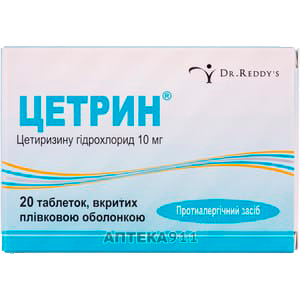 DR.REDDY'S
ЦЕТРИН®
Цетиризину гідрохлорид 10 мг
20 таблеток, вкритих
плівковою оболонкою
Протиалергічний засіб
АПТЕКА911